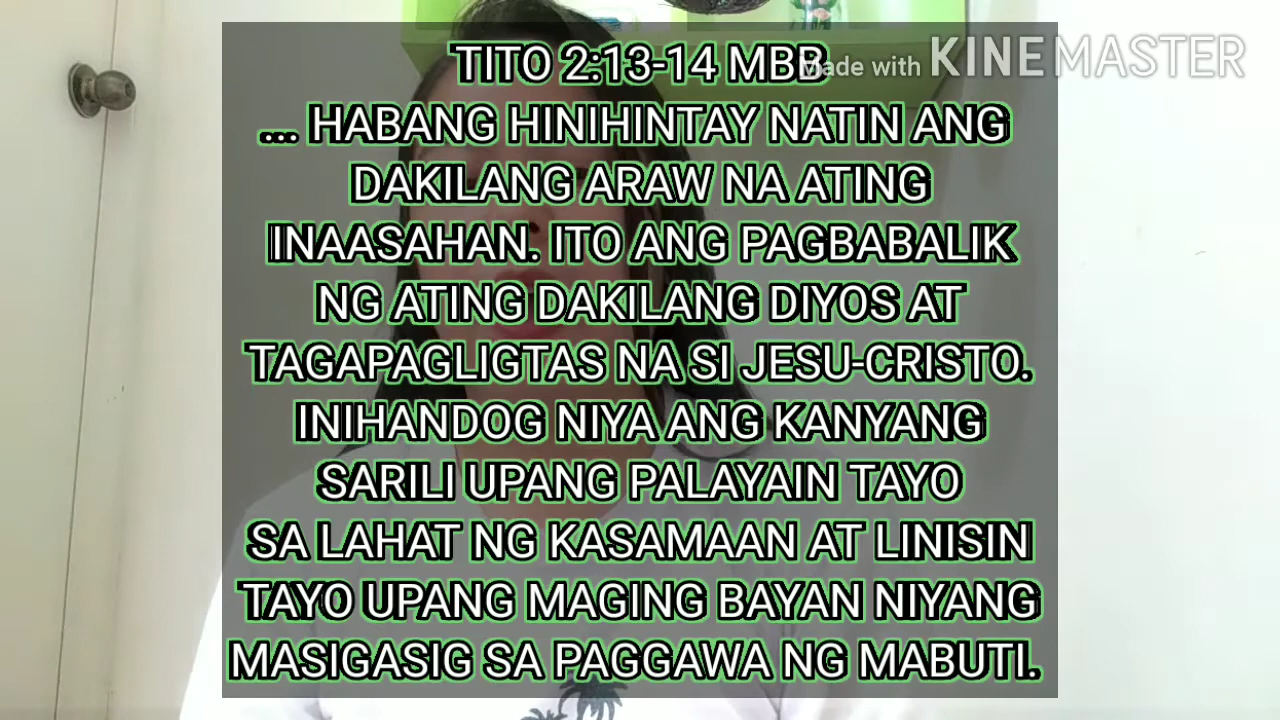 TITO 2:13-14 MBB
Made with KINEMASTER
... HABANG HINIHINTAY NATIN ANG
DAKILANG ARAW NA ATING
INAASAHAN. ITO ANG PAGBABALIK
NG ATING DAKILANG DIYOS AT
TAGAPAGLIGTAS NA SI JESU-CRISTO.
INIHANDOG NIYA ANG KANYANG
SARILI UPANG PALAYAIN TAYO
SA LAHAT NG KASAMAAN AT LINISIN
TAYO UPANG MAGING BAYAN NIYANG
MASIGASIG SA PAGGAWA NG MABUTI.